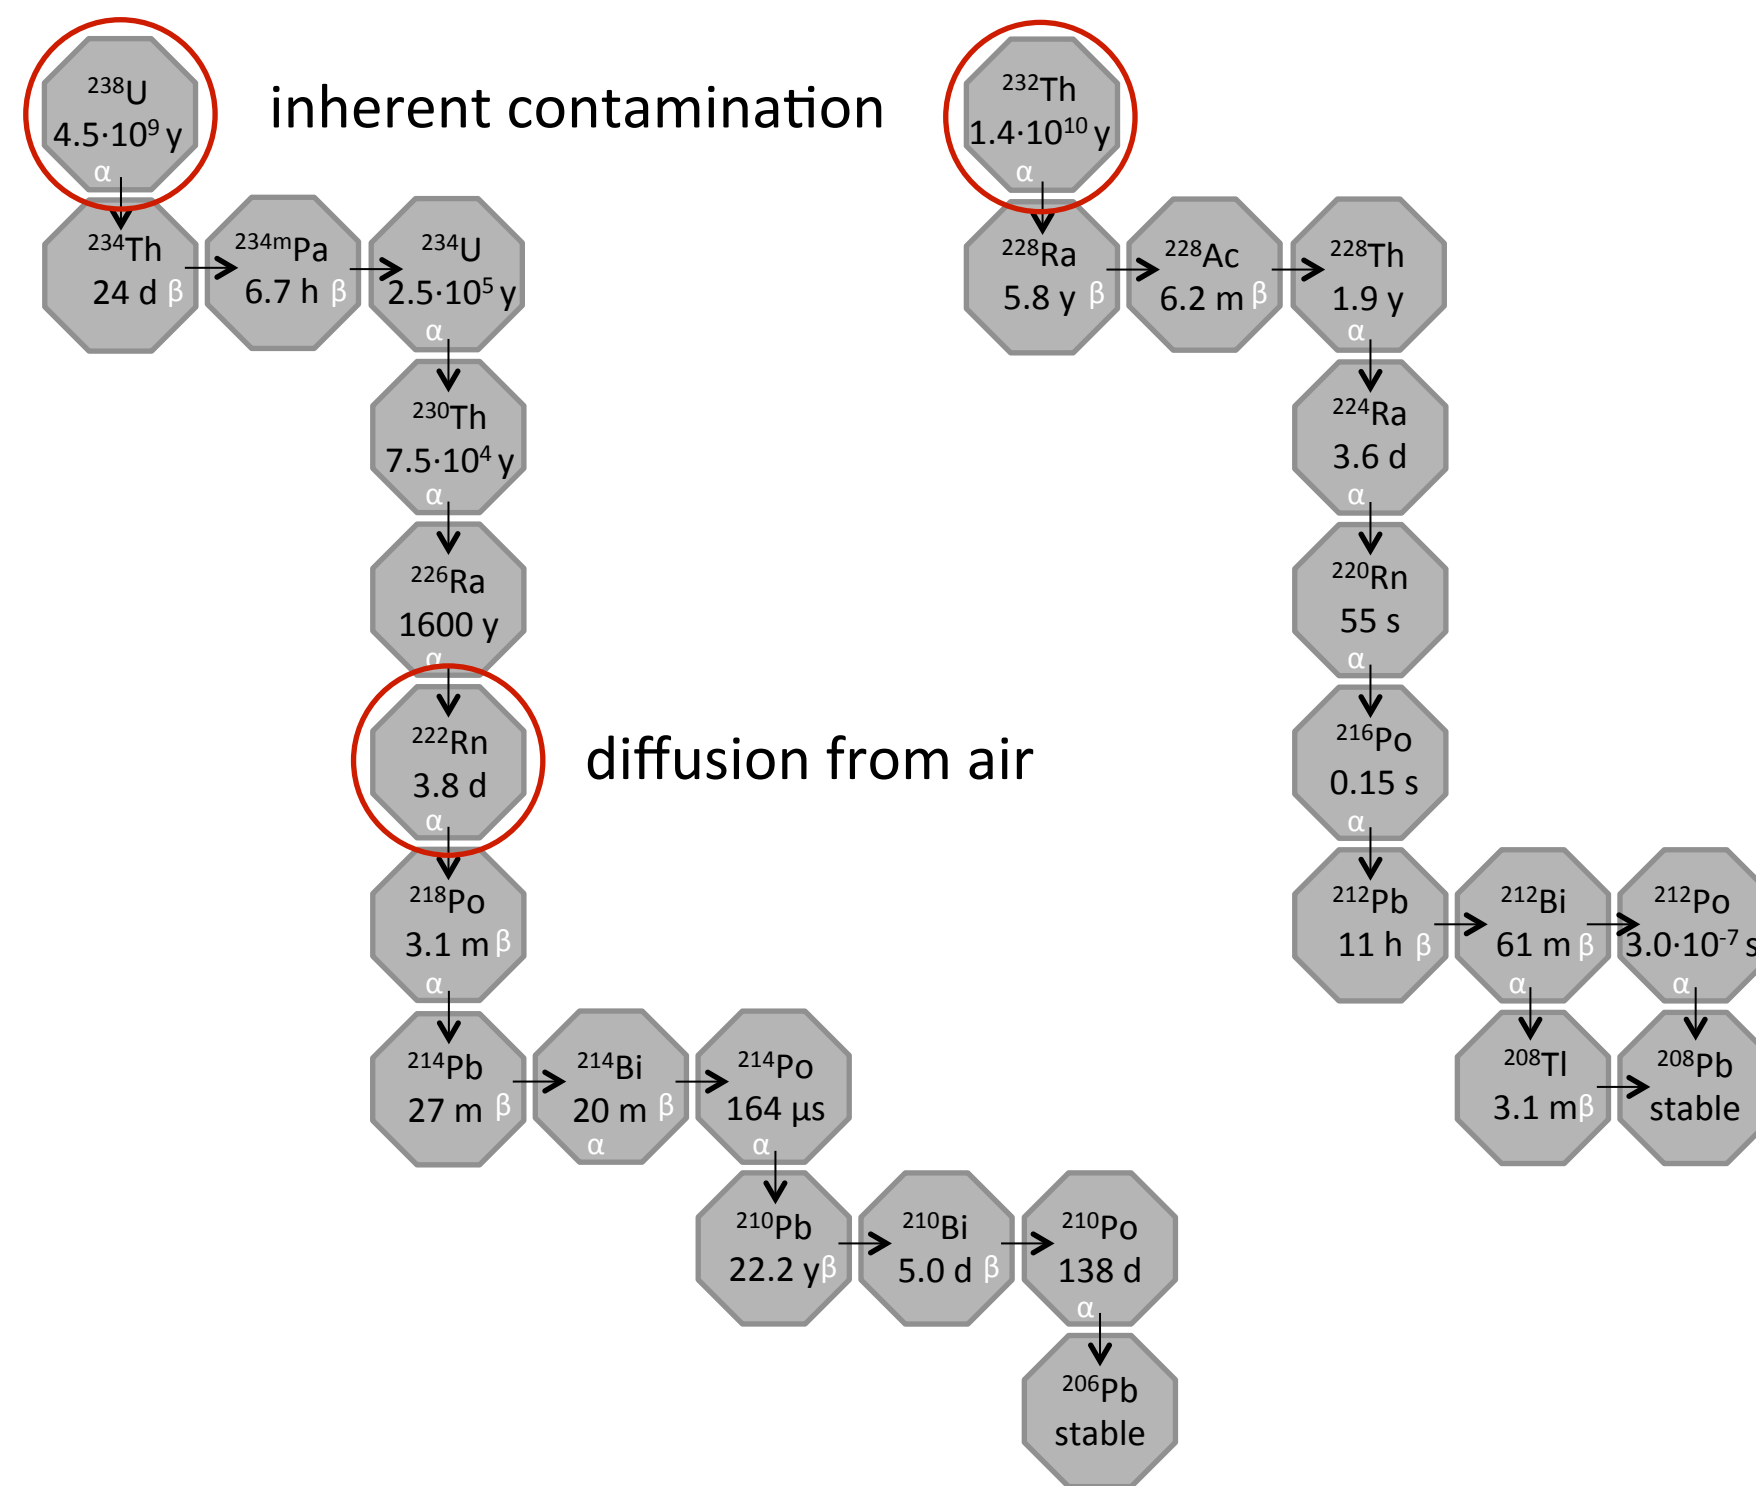 ²³⁸U
4.5·10⁹ y
α
inherent contamination
²³²Th
1.4·10¹⁰ y
α
²³⁴Th
24 d β
²³⁴ᵐPa
6.7 h β
²³⁴U
2.5·10⁵ y
α
²²⁸Ra
5.8 y β
²²⁸Ac
6.2 m β
²²⁸Th
1.9 y
α
²³⁰Th
7.5·10⁴ y
α
²²⁴Ra
3.6 d
α
²²⁶Ra
1600 y
α
²²⁰Rn
55 s
α
²²²Rn
3.8 d
α
diffusion from air
²¹⁶Po
0.15 s
α
²¹⁸Po
3.1 m β
α
²¹²Pb
11 h β
²¹²Bi
61 m β
α
²¹²Po
3.0·10⁻⁷ s
α
²¹⁴Pb
27 m β
²¹⁴Bi
20 m β
α
²¹⁴Po
164 µs
α
²⁰⁸Tl
3.1 m β
²⁰⁸Pb
stable
²¹⁰Pb
22.2 y β
²¹⁰Bi
5.0 d β
²¹⁰Po
138 d
α
²⁰⁶Pb
stable